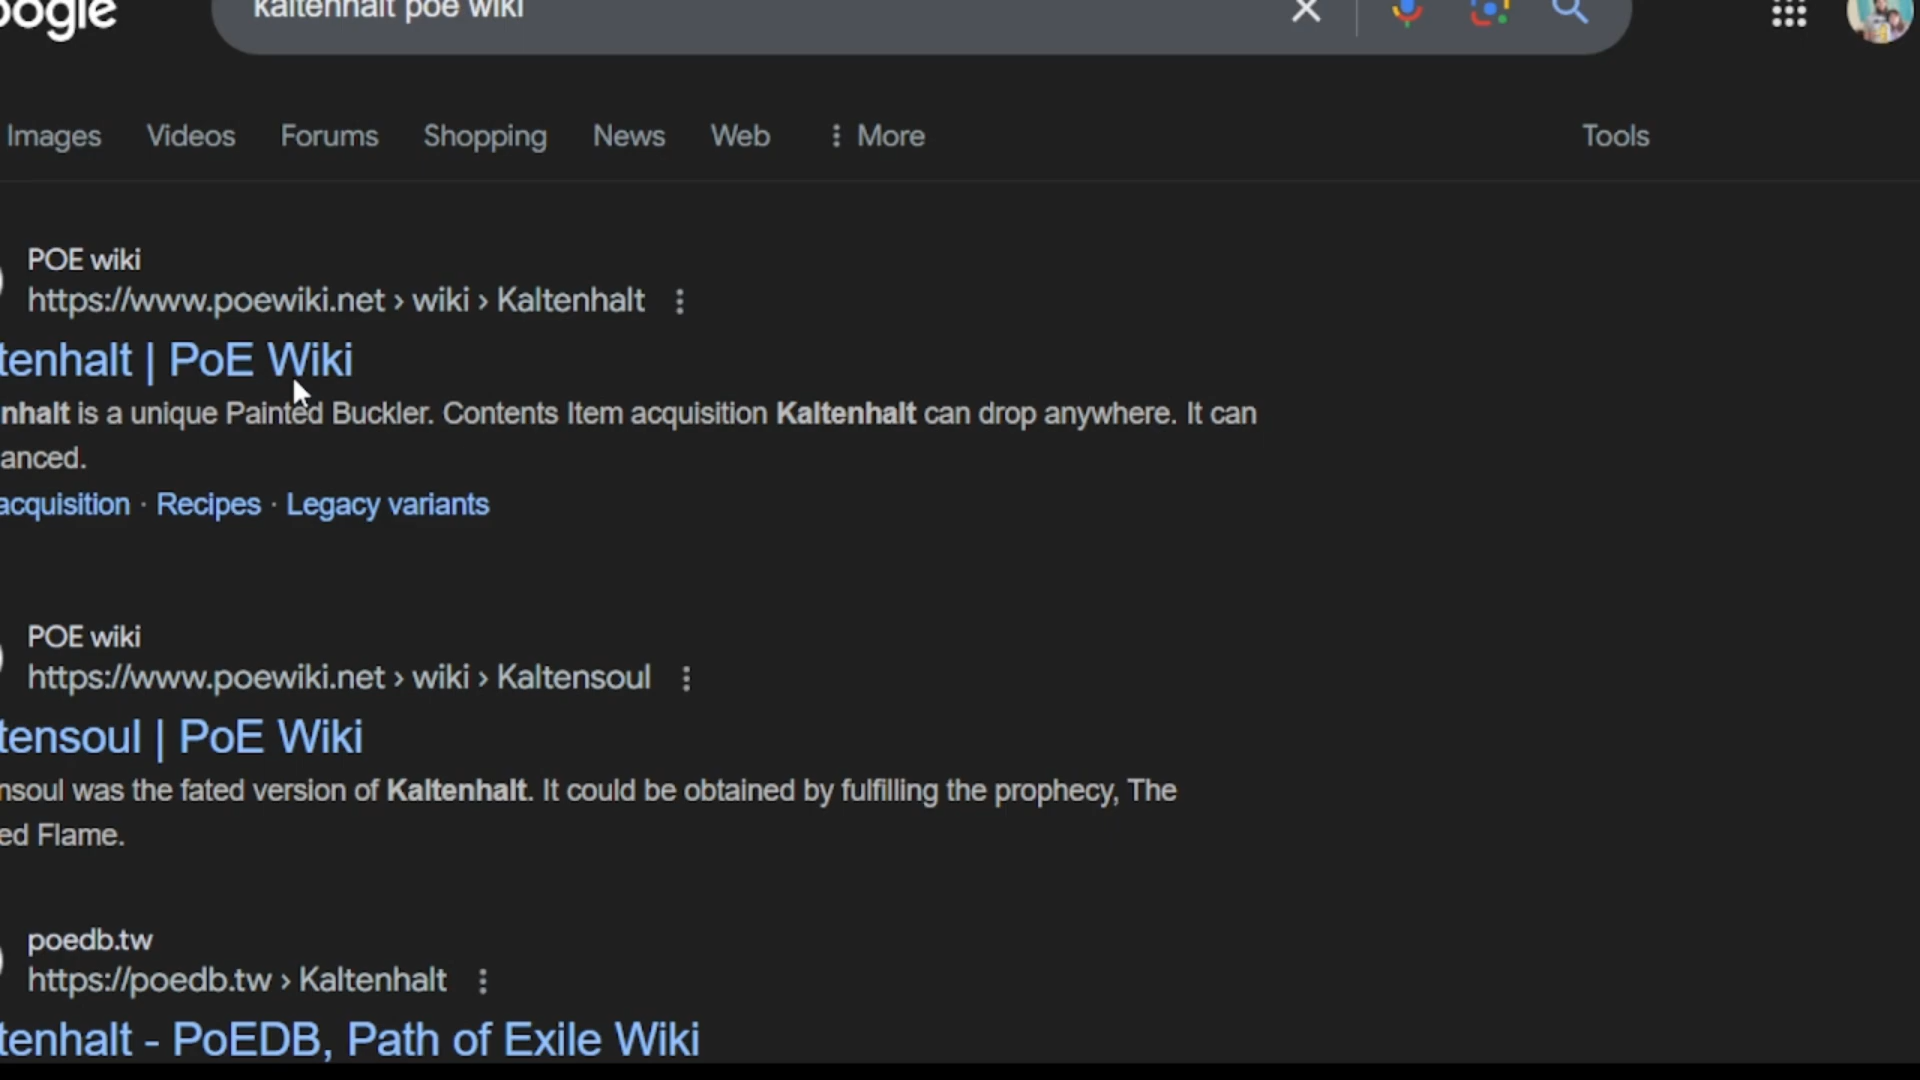 oogle
kaltenhalt poe wiki
Images Videos Forums Shopping News Web More Tools
POE wiki
https://www.poewiki.net › wiki › Kaltenhalt
tenhalt | PoE Wiki
nhalt is a unique Painted Buckler. Contents Item acquisition Kaltenhalt can drop anywhere. It can
anced.
acquisition · Recipes · Legacy variants
POE wiki
https://www.poewiki.net › wiki › Kaltensoul
tensoul | PoE Wiki
nsoul was the fated version of Kaltenhalt. It could be obtained by fulfilling the prophecy, The
ed Flame.
poedb.tw
https://poedb.tw › Kaltenhalt
tenhalt - PoEDB, Path of Exile Wiki